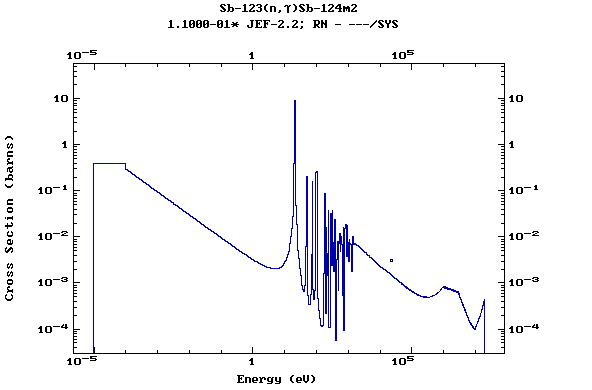 Sb-123(n,γ)Sb-124m2
1.1000-01* JEF-2.2; RN - ---/SYS
10⁻⁵ 1 10⁵
10 10
1 1
10⁻¹ 10⁻¹
10⁻² 10⁻²
10⁻³ 10⁻³
10⁻⁴ 10⁻⁴
10⁻⁵ 1 10⁵
Cross Section (barns)
Energy (eV)